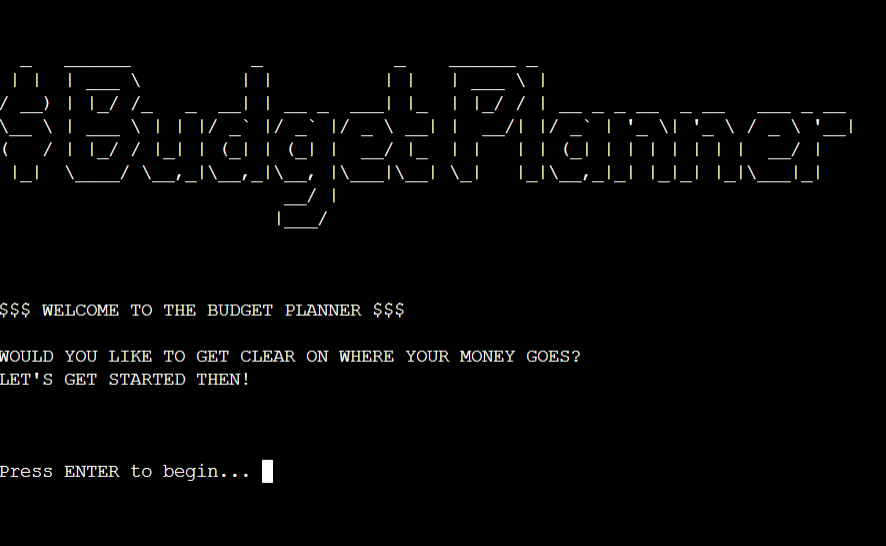 $ Budget Planner
$$$ WELCOME TO THE BUDGET PLANNER $$$
WOULD YOU LIKE TO GET CLEAR ON WHERE YOUR MONEY GOES?
LET'S GET STARTED THEN!
Press ENTER to begin...